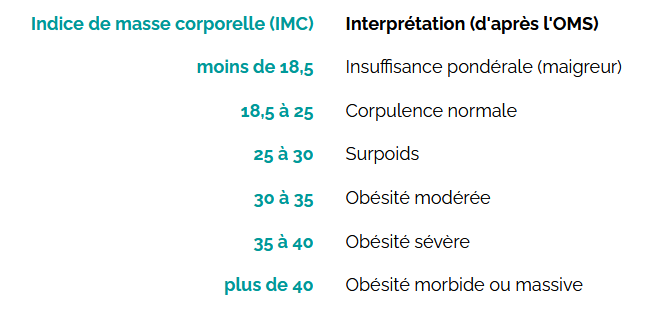 Indice de masse corporelle (IMC) Interprétation (d'après l'OMS)
moins de 18,5 Insuffisance pondérale (maigreur)
18,5 à 25 Corpulence normale
25 à 30 Surpoids
30 à 35 Obésité modérée
35 à 40 Obésité sévère
plus de 40 Obésité morbide ou massive